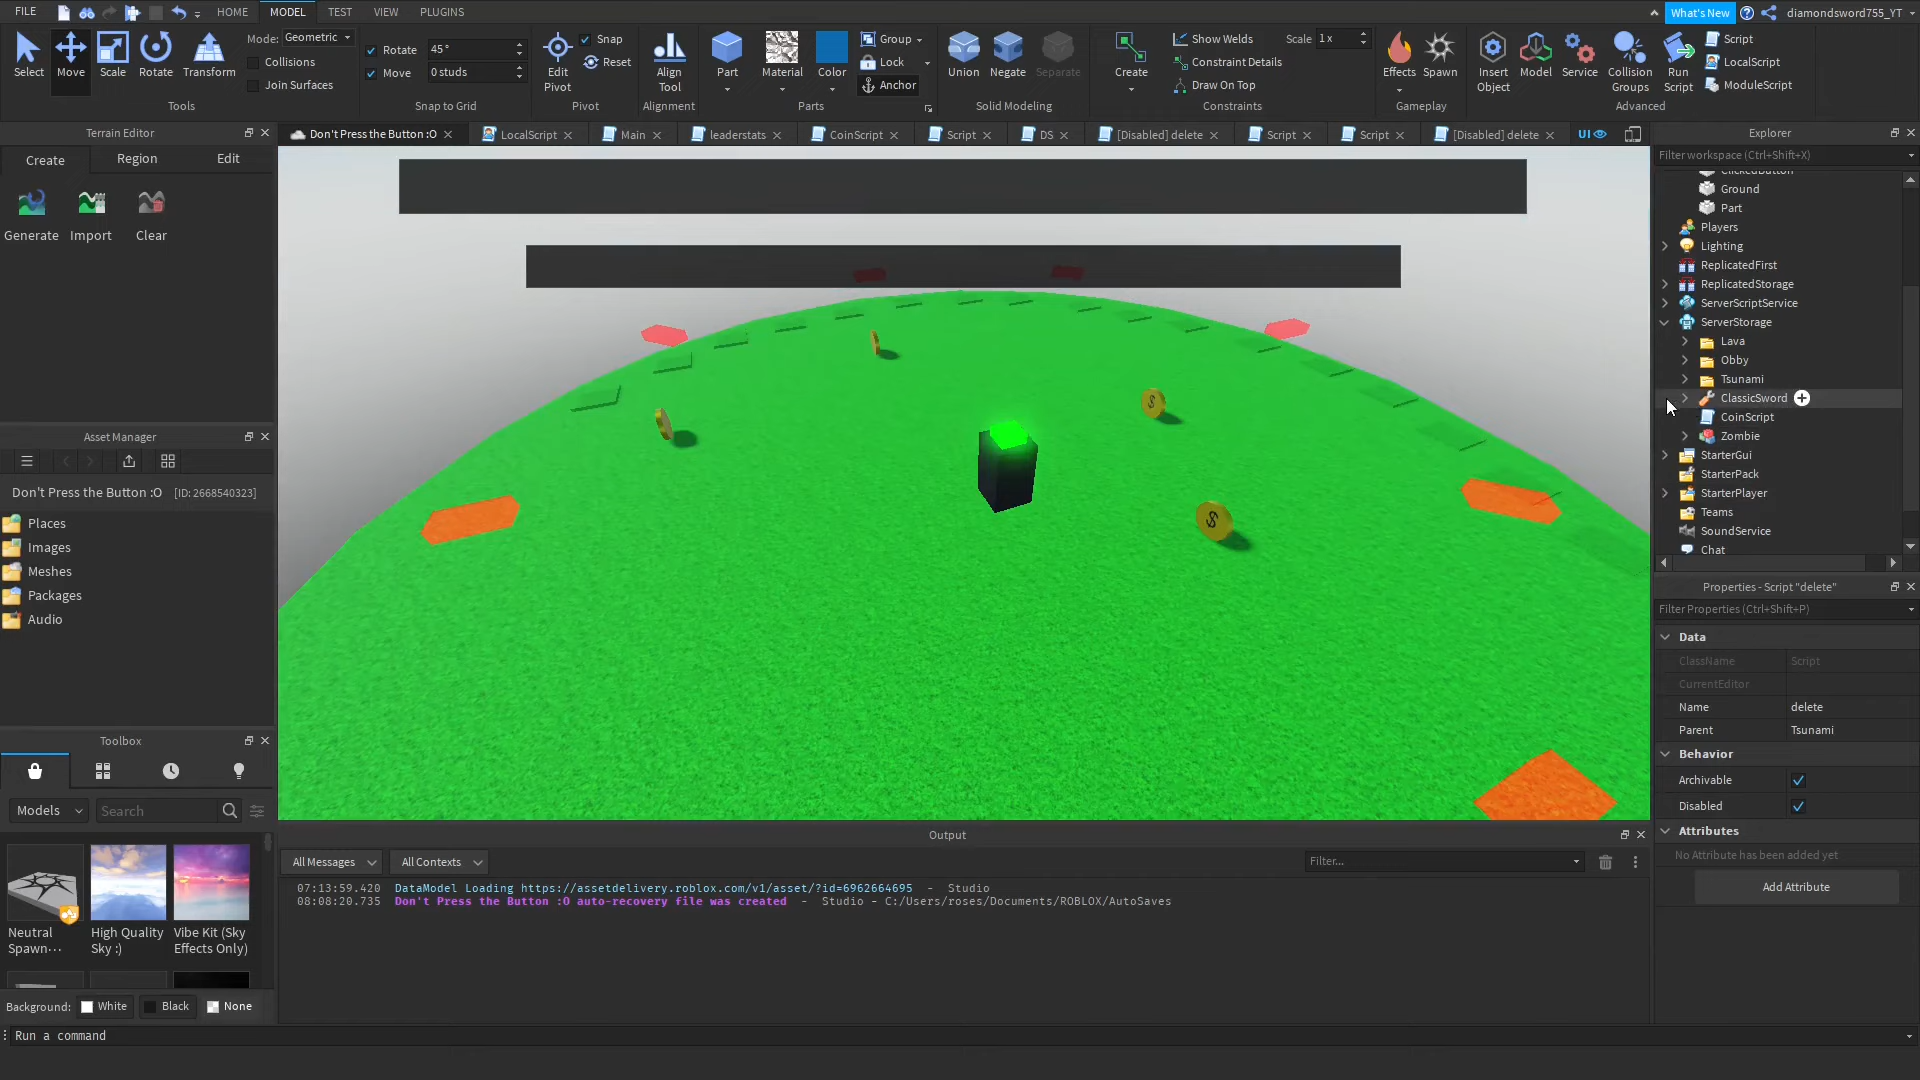 FILE
HOME
MODEL
TEST
VIEW
PLUGINS
What's New
diamondsword755_YT
Select
Move
Scale
Rotate
Transform
Mode:
Geometric
Collisions
Join Surfaces
Tools
Rotate
45°
Move
0 studs
Snap to Grid
Edit
Pivot
Snap
Reset
Pivot
Align
Tool
Alignment
Part
Material
Color
Group
Lock
Anchor
Parts
Union
Negate
Separate
Solid Modeling
Create
Show Welds
Scale
1 x
Constraint Details
Draw On Top
Constraints
Effects
Spawn
Gameplay
Insert
Object
Model
Service
Collision
Groups
Run
Script
Script
LocalScript
ModuleScript
Advanced
Terrain Editor
Don't Press the Button :O
LocalScript
Main
leaderstats
CoinScript
Script
DS
[Disabled] delete
Script
Script
[Disabled] delete
UI
Create
Region
Edit
Generate
Import
Clear
Asset Manager
Don't Press the Button :O
[ID: 2668540323]
Places
Images
Meshes
Packages
Audio
Toolbox
Models
Search
Neutral
Spawn...
High Quality
Sky :)
Vibe Kit (Sky
Effects Only)
Background:
White
Black
None
$
$
Explorer
Filter workspace (Ctrl+Shift+X)
ClickedButton
Ground
Part
Players
Lighting
ReplicatedFirst
ReplicatedStorage
ServerScriptService
ServerStorage
Lava
Obby
Tsunami
ClassicSword
CoinScript
Zombie
StarterGui
StarterPack
StarterPlayer
Teams
SoundService
Chat
Properties - Script "delete"
Filter Properties (Ctrl+Shift+P)
Data
ClassName
Script
CurrentEditor
Name
delete
Parent
Tsunami
Behavior
Archivable
Disabled
Attributes
No Attribute has been added yet
Add Attribute
Output
All Messages
All Contexts
Filter...
07:13:59.420 DataModel Loading https://assetdelivery.roblox.com/v1/asset/?id=6962664695 - Studio
08:08:20.735 Don't Press the Button :O auto-recovery file was created - Studio - C:/Users/roses/Documents/ROBLOX/AutoSaves
Run a command